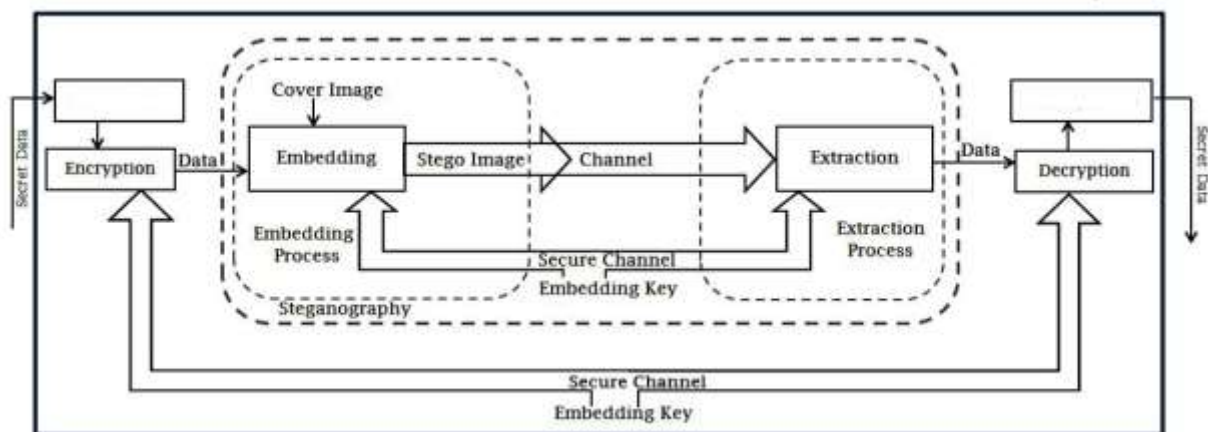 Cover Image
Secret Data
Encryption
Data
Embedding
Stego Image
Channel
Extraction
Data
Decryption
Secret Data
Embedding
Process
Extraction
Process
Secure Channel
Embedding Key
Steganography
Secure Channel
Embedding Key